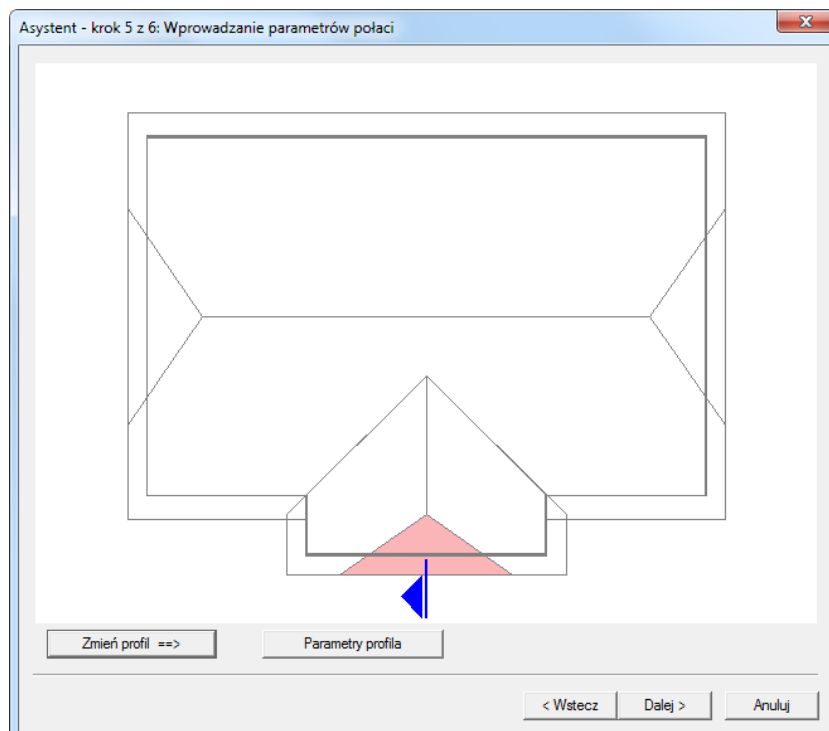 Asystent - krok 5 z 6: Wprowadzanie parametrów połaci
Zmień profil ==>
Parametry profila
< Wstecz
Dalej >
Anuluj